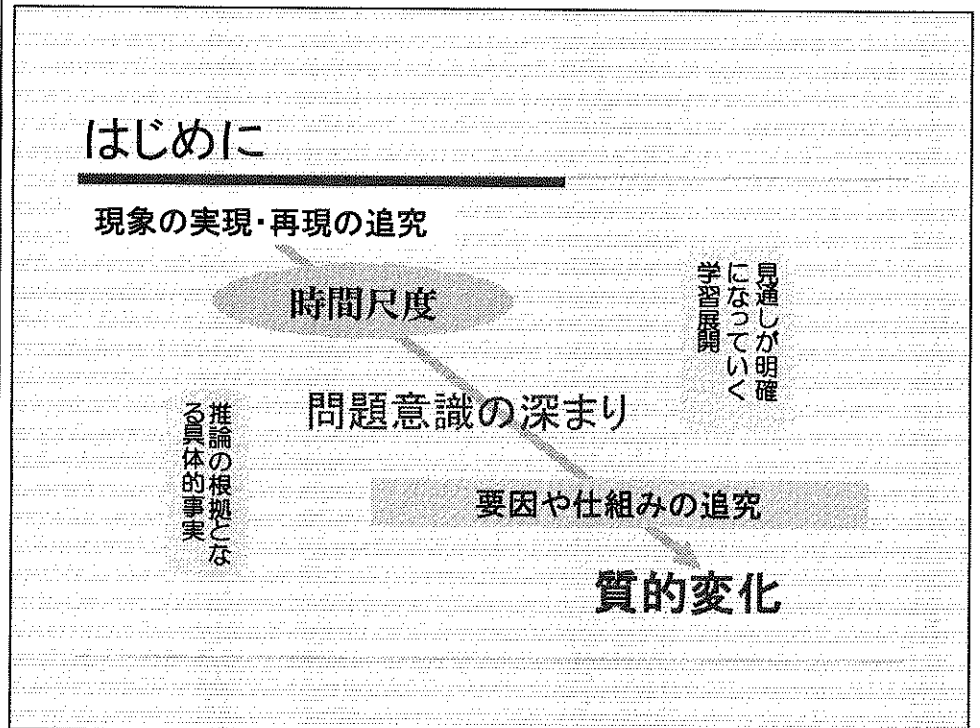 はじめに
現象の実現・再現の追究
時間尺度
見通しが明確
になっていく
学習展開
問題意識の深まり
推論の根拠とな
る具体的事実
要因や仕組みの追究
質的変化